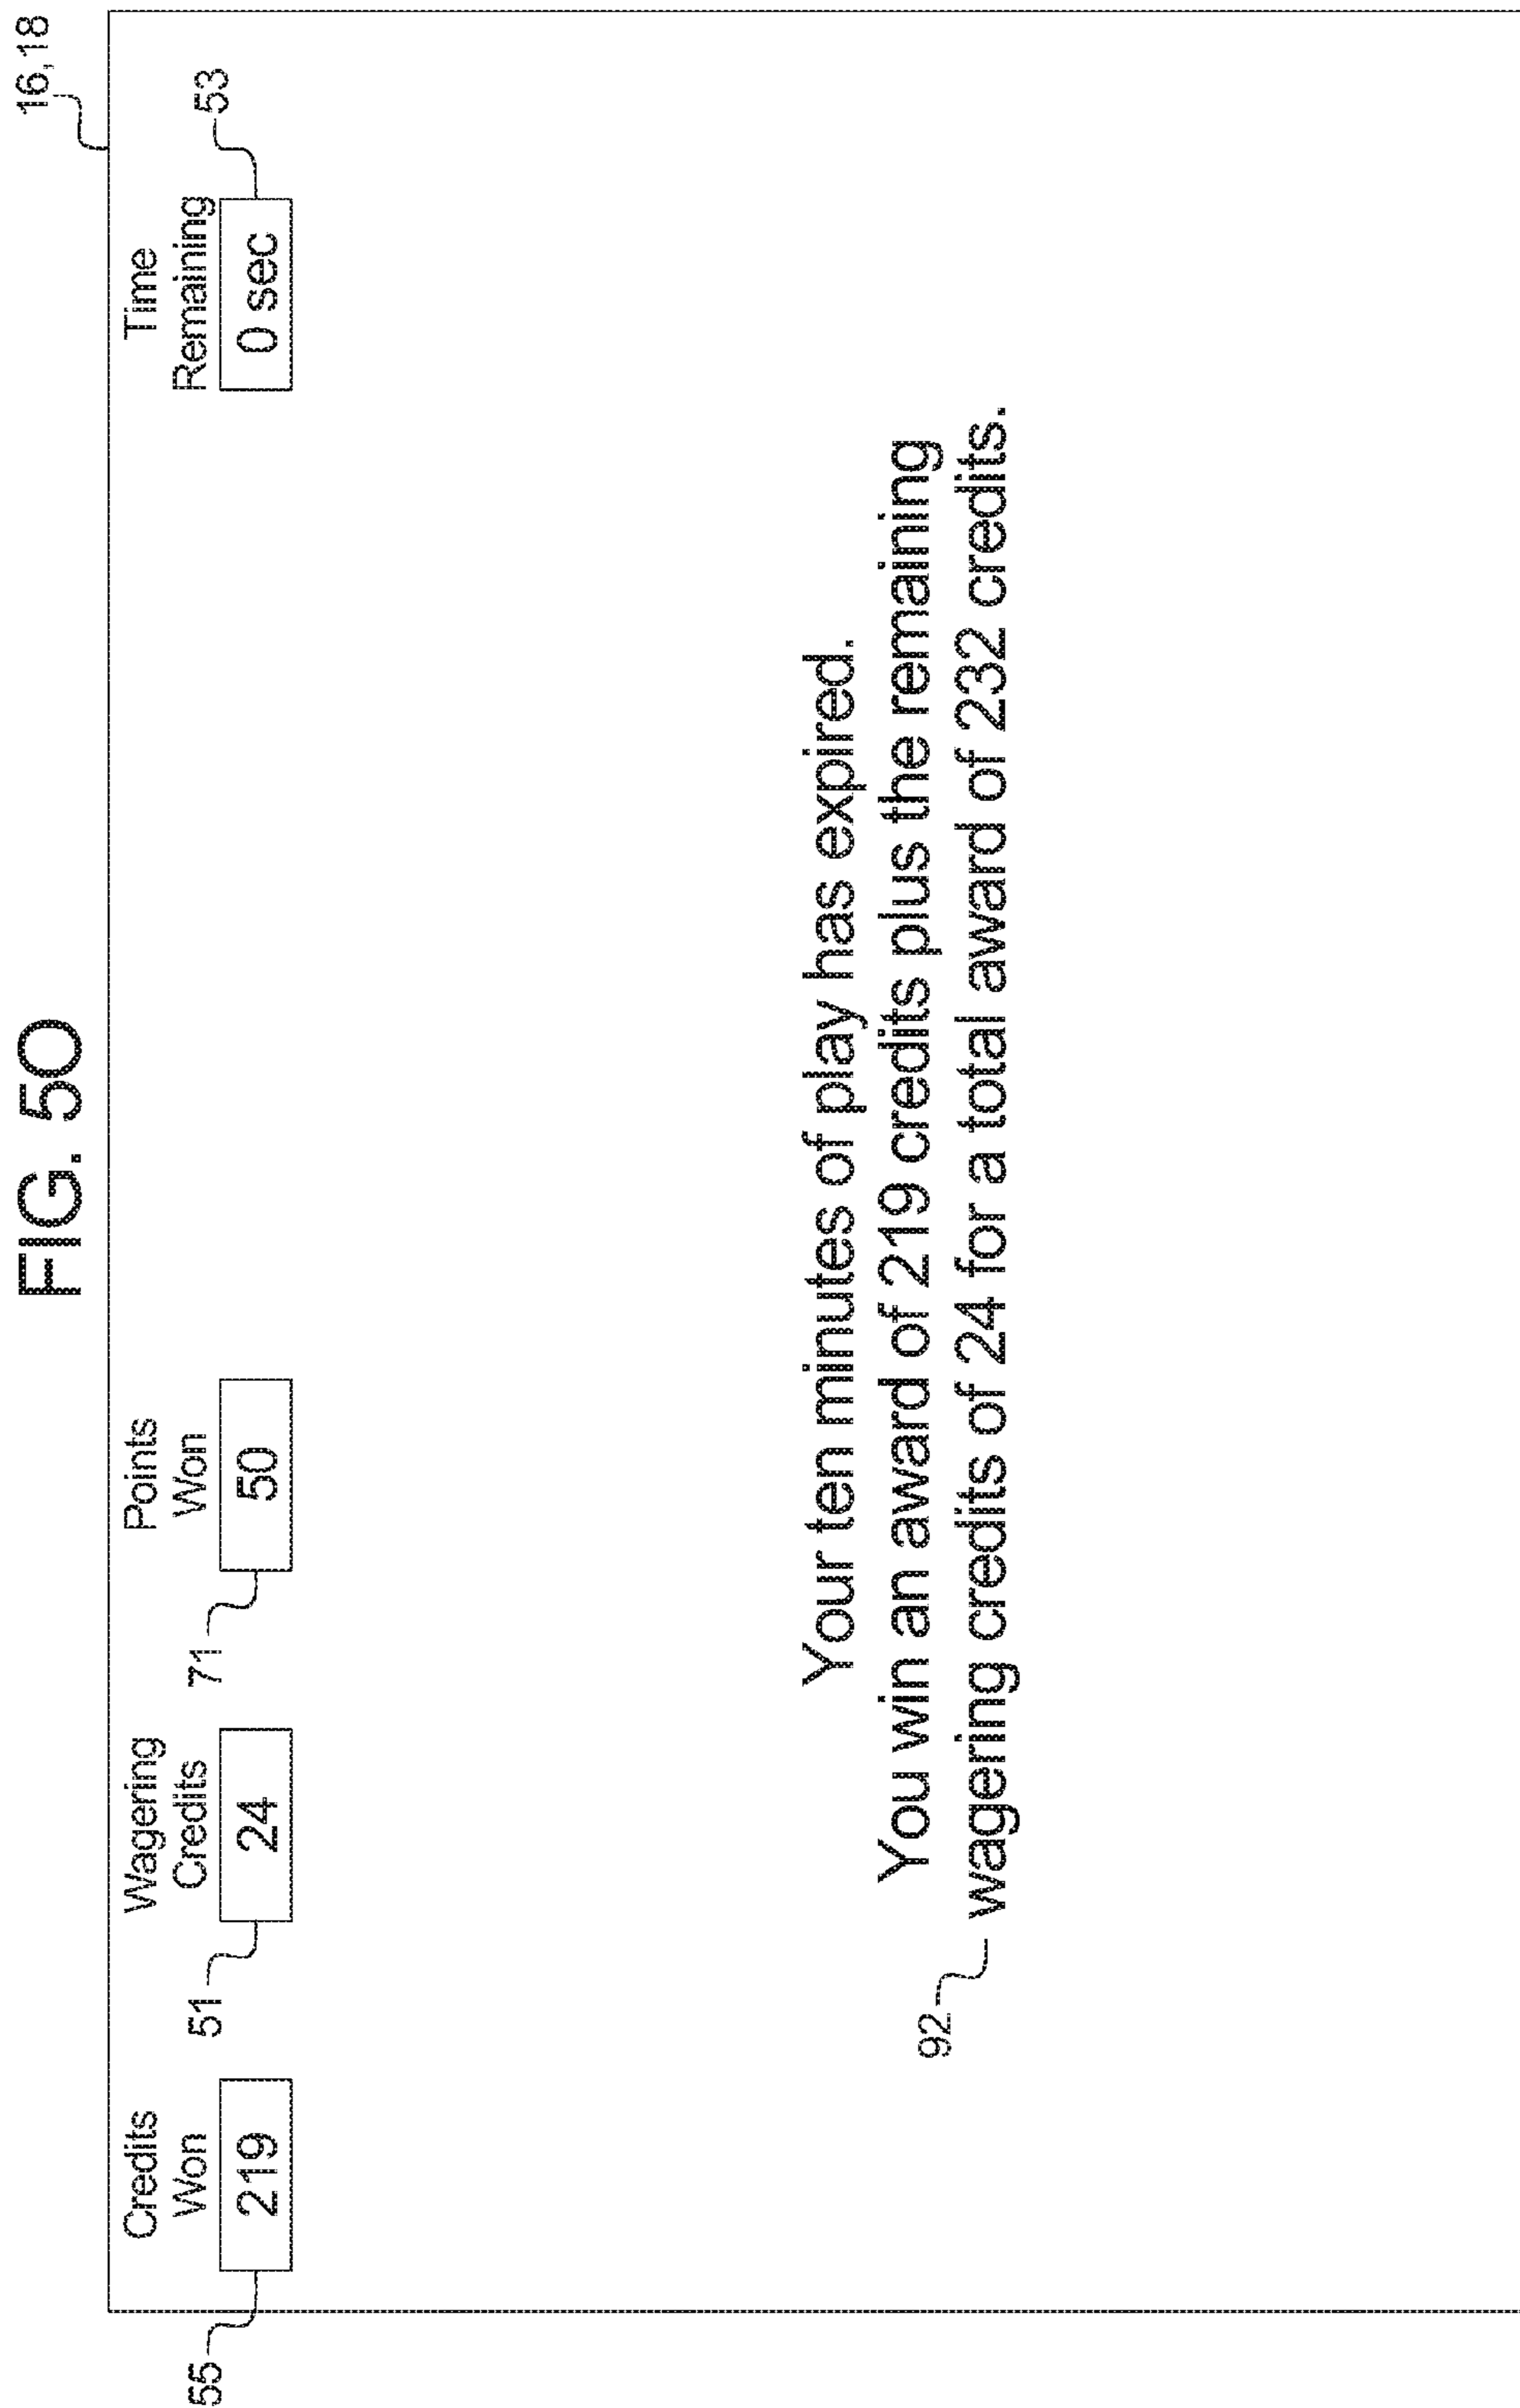 FIG. 5O
16,18
Credits
Won
219
55
Wagering
Credits
24
51
Points
Won
50
71
Time
Remaining
0 sec
53
Your ten minutes of play has expired.
You win an award of 219 credits plus the remaining
wagering credits of 24 for a total award of 232 credits.
92